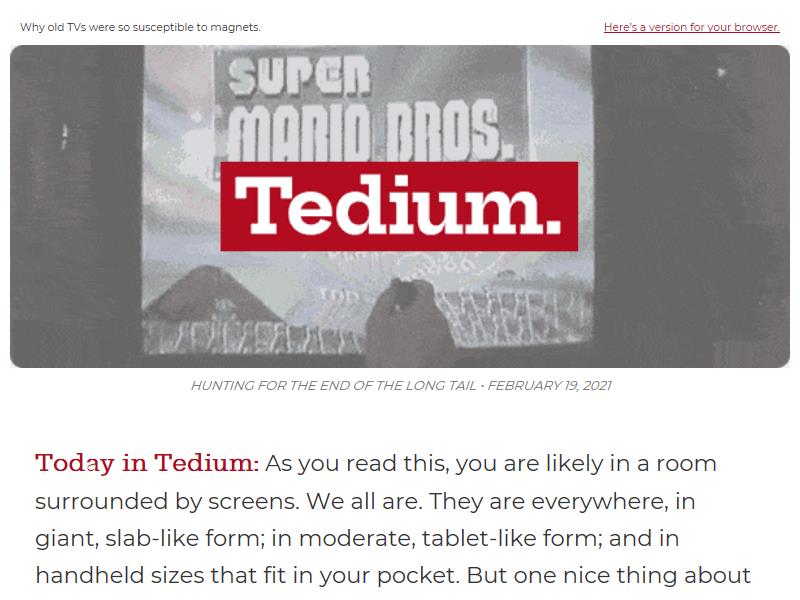 Why old TVs were so susceptible to magnets.
Here's a version for your browser.
SUPER
MARIO BROS.
Tedium.
TOP
HUNTING FOR THE END OF THE LONG TAIL • FEBRUARY 19, 2021
Today in Tedium: As you read this, you are likely in a room
surrounded by screens. We all are. They are everywhere, in
giant, slab-like form; in moderate, tablet-like form; and in
handheld sizes that fit in your pocket. But one nice thing about